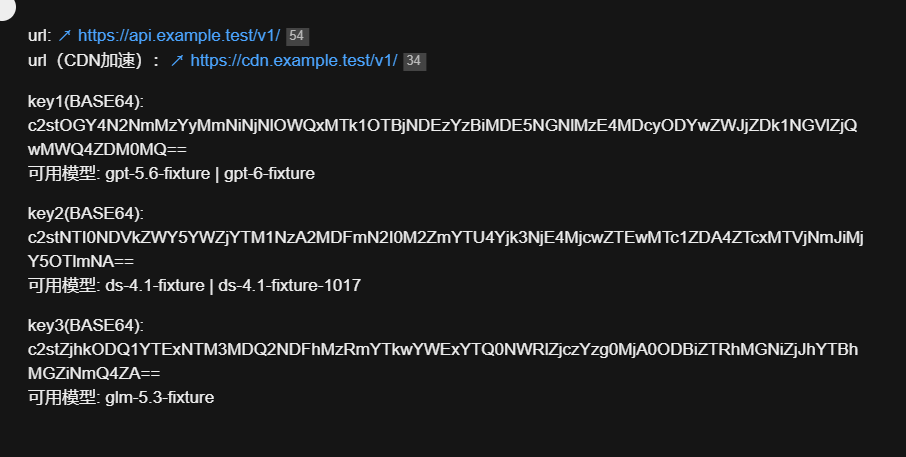 url: https://api.example.test/v1/ 54
url（CDN加速）： https://cdn.example.test/v1/ 34
key1(BASE64):
c2stOGY4N2NmMzYyMmNiNjNlOWQxMTk1OTBjNDEzYzBiMDE5NGNlMzE4MDcyODYwZWJjZDk1NGVlZjQ
wMWQ4ZDM0MQ==
可用模型: gpt-5.6-fixture | gpt-6-fixture
key2(BASE64):
c2stNTI0NDVkZWY5YWZjYTM1NzA2MDFmN2I0M2ZmYTU4Yjk3NjE4MjcwZTEwMTc1ZDA4ZTcxMTVjNmJiMj
Y5OTlmNA==
可用模型: ds-4.1-fixture | ds-4.1-fixture-1017
key3(BASE64):
c2stZjhkODQ1YTExNTM3MDQ2NDFhMzRmYTkwYWExYTQ0NWRlZjczYzg0MjA0ODBiZTRhMGNiZjJhYTBh
MGZiNmQ4ZA==
可用模型: glm-5.3-fixture